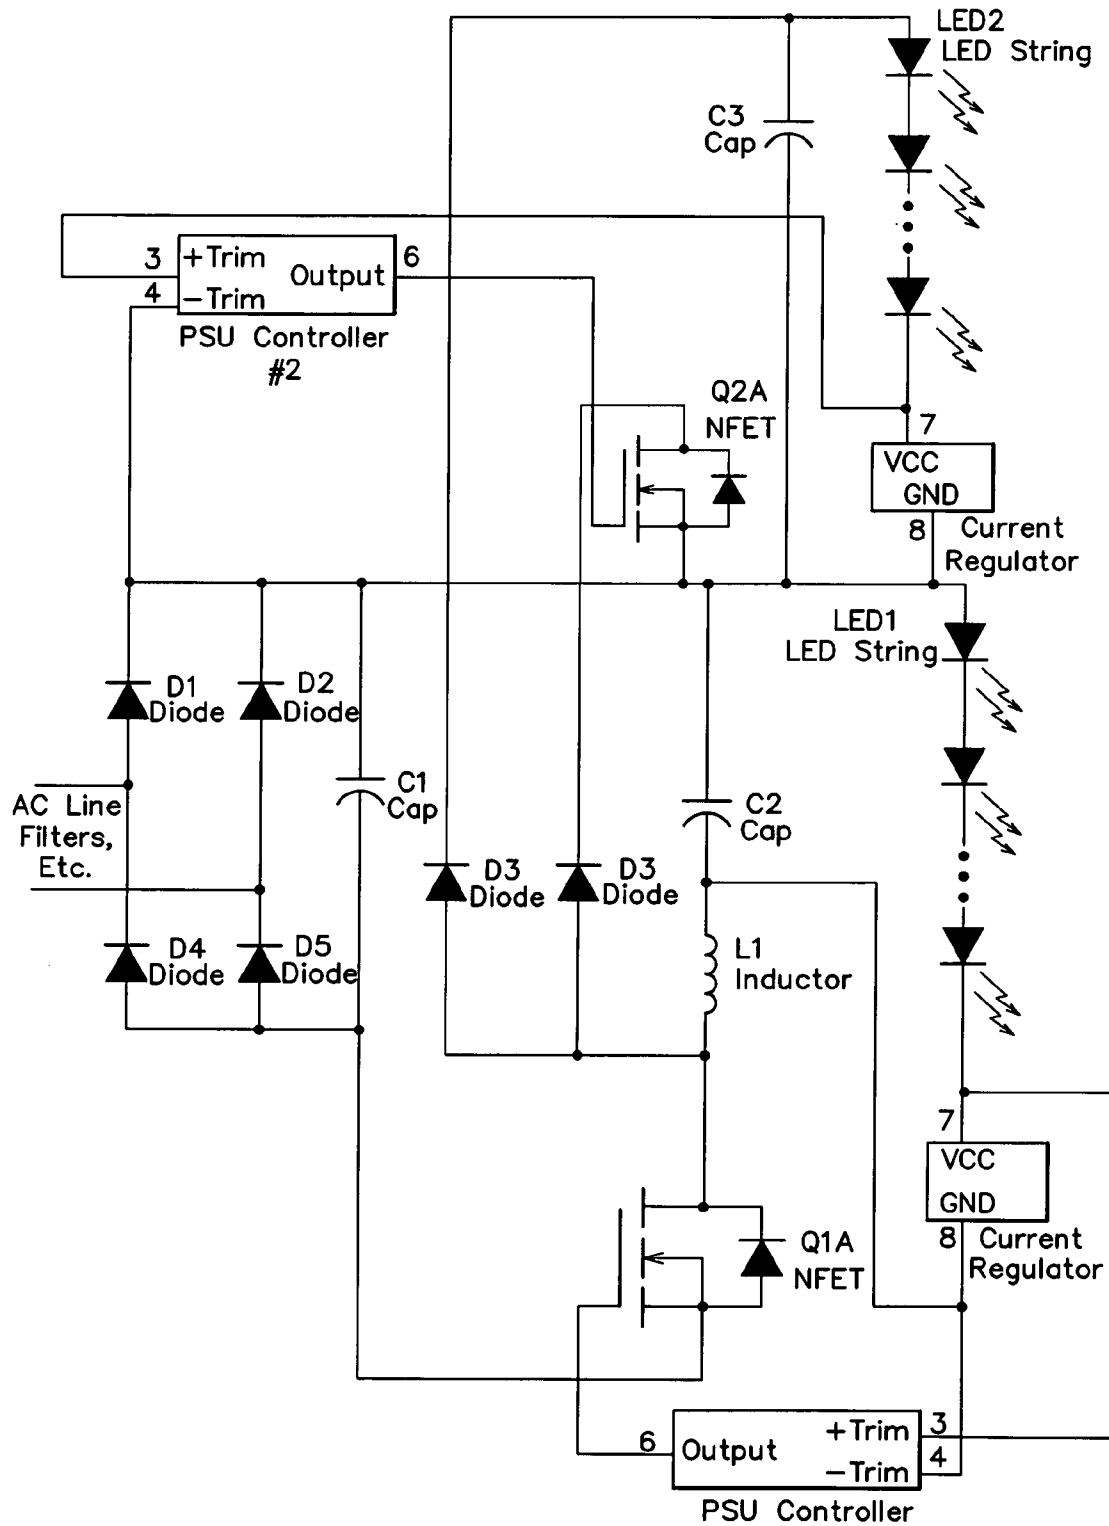 LED2
LED String
C3
Cap
3
+Trim
Output
6
4
-Trim
PSU Controller
#2
Q2A
NFET
7
VCC
GND
8
Current
Regulator
LED1
LED String
D1
Diode
D2
Diode
C1
Cap
AC Line
Filters,
Etc.
C2
Cap
D3
Diode
D3
Diode
D4
Diode
D5
Diode
L1
Inductor
7
VCC
GND
8
Current
Regulator
Q1A
NFET
6
Output
+Trim
3
-Trim
4
PSU Controller